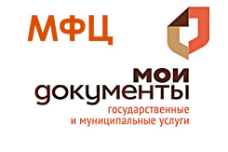 МФЦ
мои
документы
государственные
и муниципальные услуги